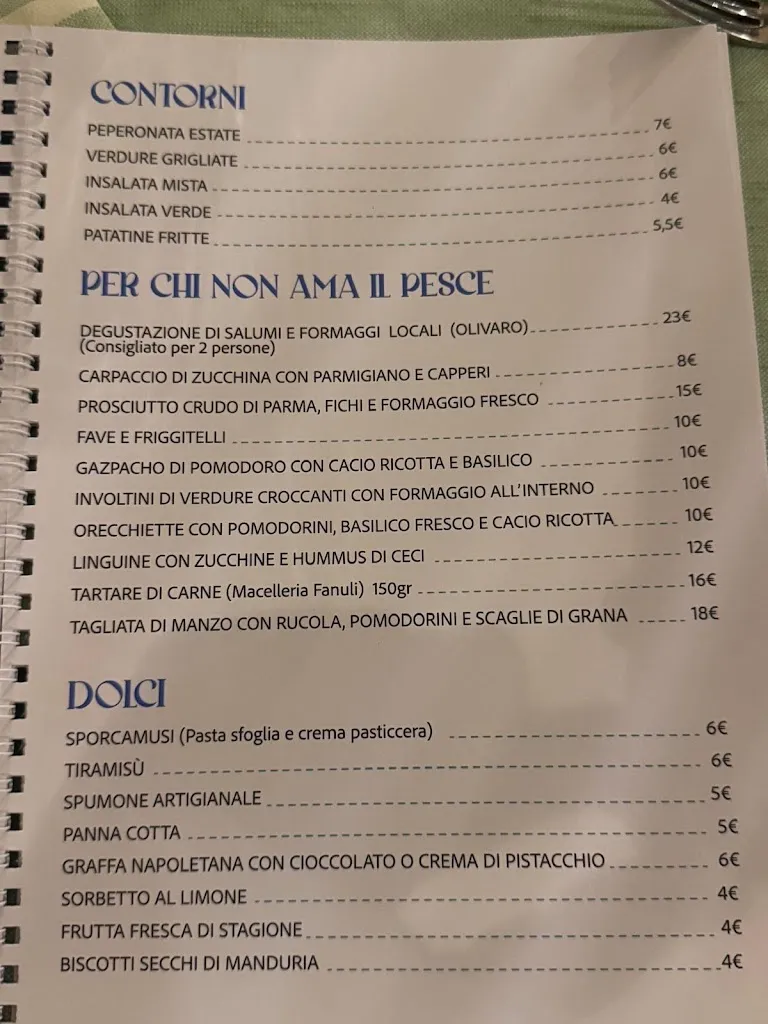 CONTORNI
PEPERONATA ESTATE 7€
VERDURE GRIGLIATE 6€
INSALATA MISTA 6€
INSALATA VERDE 4€
PATATINE FRITTE 5,5€
PER CHI NON AMA IL PESCE
DEGUSTAZIONE DI SALUMI E FORMAGGI LOCALI (OLIVARO) 23€
(Consigliato per 2 persone)
CARPACCIO DI ZUCCHINA CON PARMIGIANO E CAPPERI 8€
PROSCIUTTO CRUDO DI PARMA, FICHI E FORMAGGIO FRESCO 15€
FAVE E FRIGGITELLI 10€
GAZPACHO DI POMODORO CON CACIO RICOTTA E BASILICO 10€
INVOLTINI DI VERDURE CROCCANTI CON FORMAGGIO ALL'INTERNO 10€
ORECCHIETTE CON POMODORINI, BASILICO FRESCO E CACIO RICOTTA 10€
LINGUINE CON ZUCCHINE E HUMMUS DI CECI 12€
TARTARE DI CARNE (Macelleria Fanuli) 150gr 16€
TAGLIATA DI MANZO CON RUCOLA, POMODORINI E SCAGLIE DI GRANA 18€
DOLCI
SPORCAMUSI (Pasta sfoglia e crema pasticcera) 6€
TIRAMISÙ 6€
SPUMONE ARTIGIANALE 5€
PANNA COTTA 5€
GRAFFA NAPOLETANA CON CIOCCOLATO O CREMA DI PISTACCHIO 6€
SORBETTO AL LIMONE 4€
FRUTTA FRESCA DI STAGIONE 4€
BISCOTTI SECCHI DI MANDURIA 4€